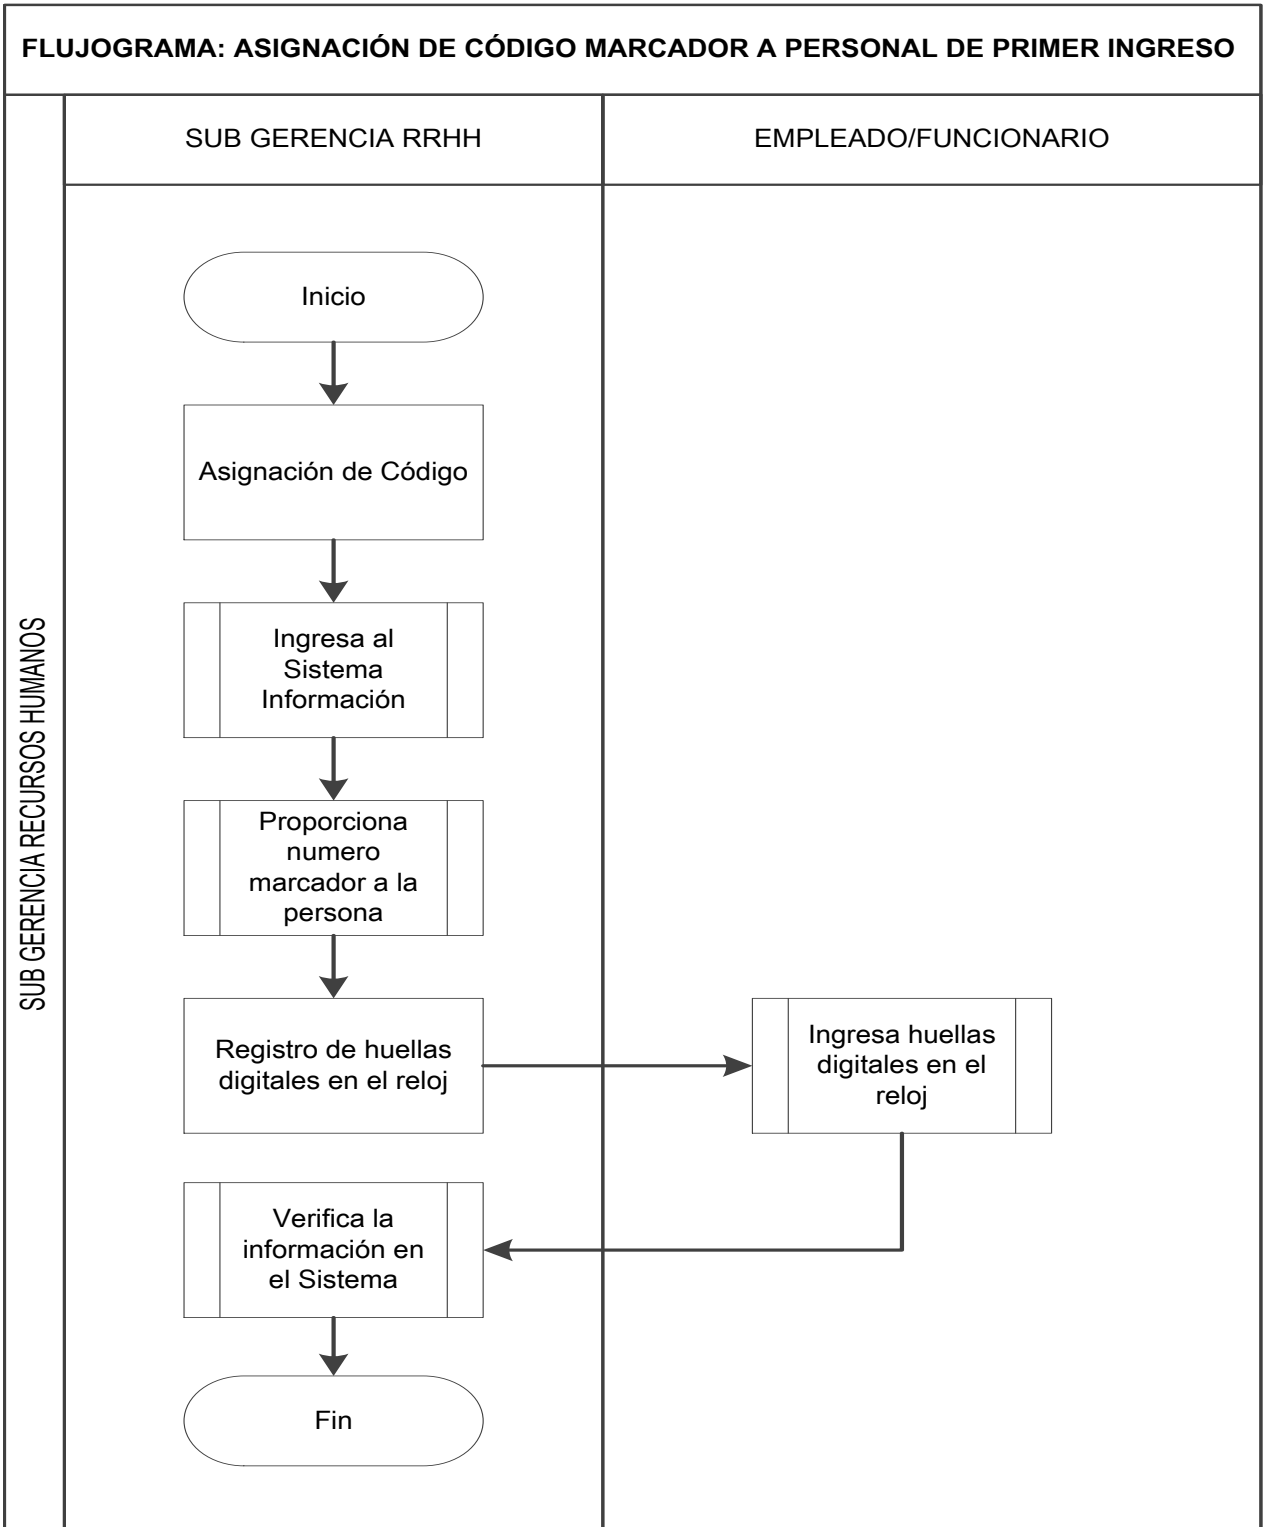 FLUJOGRAMA: ASIGNACIÓN DE CÓDIGO MARCADOR A PERSONAL DE PRIMER INGRESO
SUB GERENCIA RECURSOS HUMANOS
SUB GERENCIA RRHH
EMPLEADO/FUNCIONARIO
Inicio
Asignación de Código
Ingresa al
Sistema
Información
Proporciona
numero
marcador a la
persona
Registro de huellas
digitales en el reloj
Ingresa huellas
digitales en el
reloj
Verifica la
información en
el Sistema
Fin